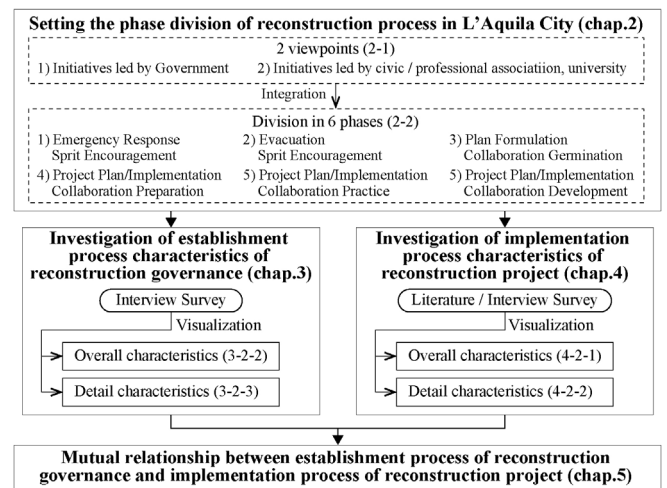 Setting the phase division of reconstruction process in L’Aquila City (chap.2)
2 viewpoints (2-1)
1) Initiatives led by Government 2) Initiatives led by civic / professional associatiion, university
Integration
Division in 6 phases (2-2)
1) Emergency Response 2) Evacuation 3) Plan Formulation
Sprit Encouragement Sprit Encouragement Collaboration Germination
4) Project Plan/Implementation 5) Project Plan/Implementation 5) Project Plan/Implementation
Collaboration Preparation Collaboration Practice Collaboration Development
Investigation of establishment
process characteristics of
reconstruction governance (chap.3)
Interview Survey
Visualization
Overall characteristics (3-2-2)
Detail characteristics (3-2-3)
Investigation of implementation
process characteristics of
reconstruction project (chap.4)
Literature / Interview Survey
Visualization
Overall characteristics (4-2-1)
Detail characteristics (4-2-2)
Mutual relationship between establishment process of reconstruction
governance and implementation process of reconstruction project (chap.5)